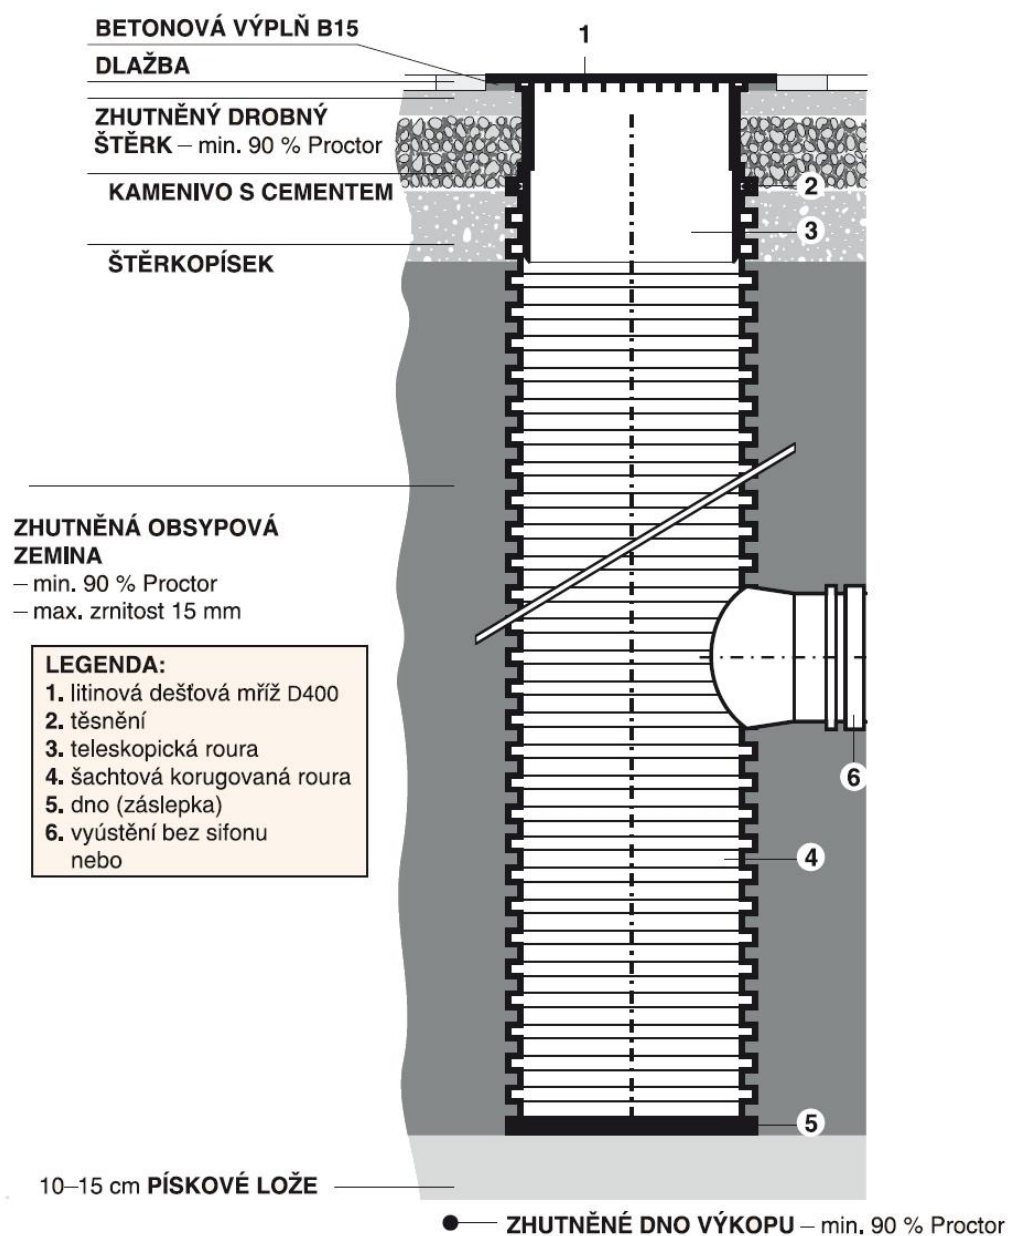 BETONOVÁ VÝPLŇ B15
1
DLAŽBA
ZHUTNĚNÝ DROBNÝ
ŠTĚRK – min. 90 % Proctor
KAMENIVO S CEMENTEM
2
3
ŠTĚRKOPÍSEK
ZHUTNĚNÁ OBSYPOVÁ
ZEMINA
– min. 90 % Proctor
– max. zrnitost 15 mm
LEGENDA:
1. litinová dešťová mříž D400
2. těsnění
3. teleskopická roura
4. šachtová korugovaná roura
5. dno (záslepka)
6. vyústění bez sifonu
nebo
6
4
5
10–15 cm PÍSKOVÉ LOŽE
ZHUTNĚNÉ DNO VÝKOPU – min. 90 % Proctor